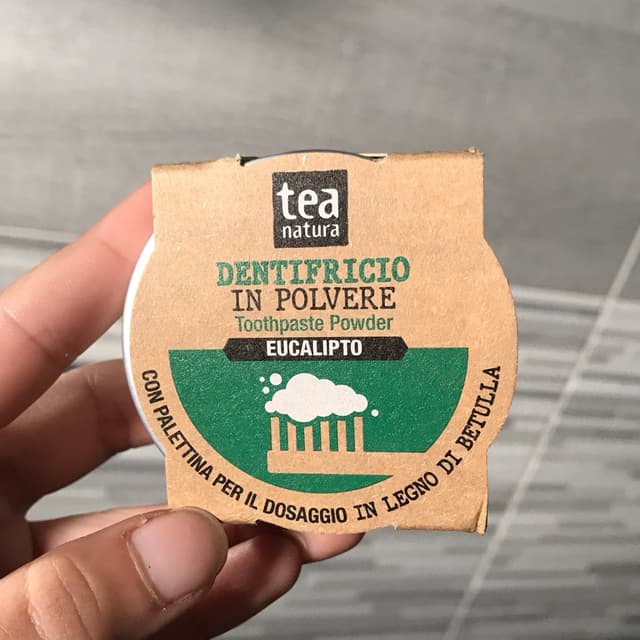 tea
natura
DENTIFRICIO
IN POLVERE
Toothpaste Powder
EUCALIPTO
CON PALETTINA PER IL DOSAGGIO IN LEGNO DI BETULLA